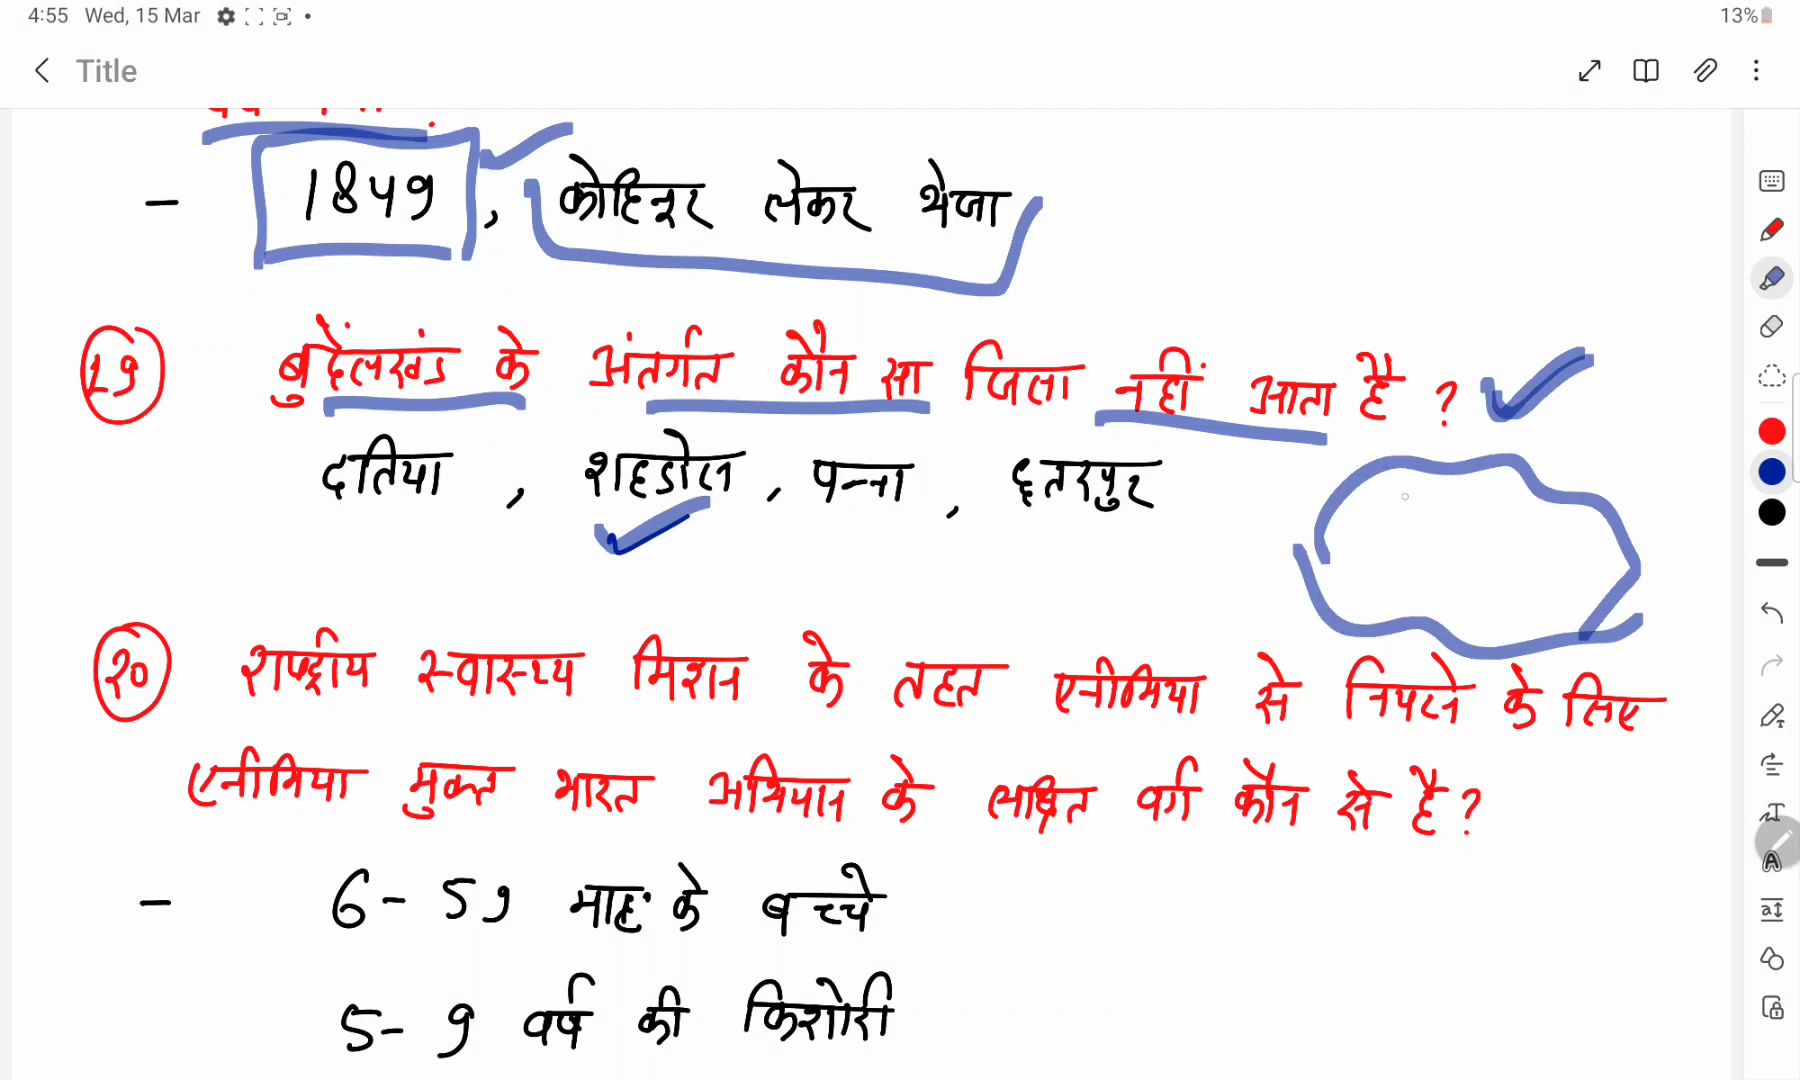 4:55 Wed, 15 Mar
13%
Title
- 1849, कोहिनूर लेकर भेजा
19 बुदेंलखंड के अंतर्गत कौन सा जिला नहीं आता है ?
दतिया, शहडोल, पन्ना, छतरपुर
20 राष्ट्रीय स्वास्थ्य मिशन के तहत एनीमिया से निपटने के लिए
एनीमिया मुक्त भारत अभियान के लक्षित वर्ग कौन से है ?
- 6-59 माह के बच्चे
5-9 वर्ष की किशोरी